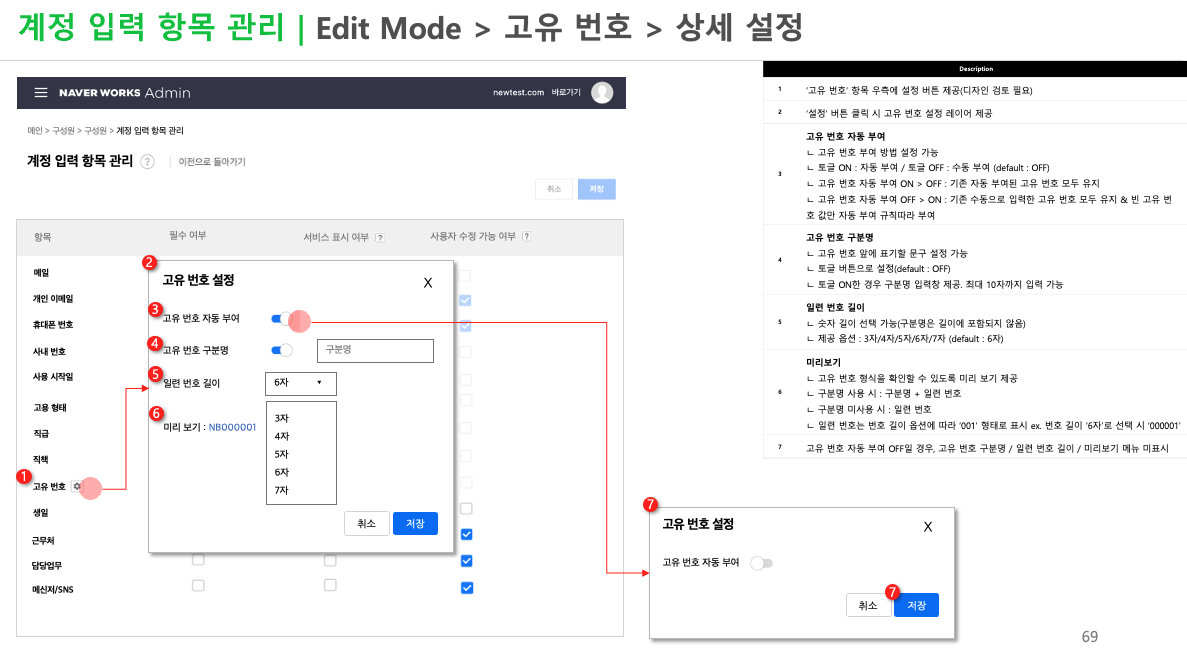 계정 입력 항목 관리 | Edit Mode > 고유 번호 > 상세 설정
NAVER WORKS Admin
newtest.com 바로가기
메인 > 구성원 > 구성원 > 계정 입력 항목 관리
계정 입력 항목 관리 ? | 이전으로 돌아가기
취소 저장
항목 필수 여부 서비스 표시 여부 ? 사용자 수정 가능 여부 ?
메일
개인 이메일
휴대폰 번호
사내 번호
사용 시작일
고용 형태
직급
직책
1
고유 번호
생일
근무처
담당업무
메신저/SNS
2
고유 번호 설정 X
3
고유 번호 자동 부여
4
고유 번호 구분명 구분명
5
일련 번호 길이 6자 ▼
3자
4자
5자
6자
7자
6
미리 보기 : NB000001
취소 저장
7
고유 번호 설정 X
고유 번호 자동 부여
7
취소 저장
Description
1 '고유 번호' 항목 우측에 설정 버튼 제공(디자인 검토 필요)
2 '설정' 버튼 클릭 시 고유 번호 설정 레이어 제공
3
고유 번호 자동 부여
ㄴ 고유 번호 부여 방법 설정 가능
ㄴ 토글 ON : 자동 부여 / 토글 OFF : 수동 부여 (default : OFF)
ㄴ 고유 번호 자동 부여 ON > OFF : 기존 자동 부여된 고유 번호 모두 유지
ㄴ 고유 번호 자동 부여 OFF > ON : 기존 수동으로 입력한 고유 번호 모두 유지 & 빈 고유 번
호 값만 자동 부여 규칙따라 부여
4
고유 번호 구분명
ㄴ 고유 번호 앞에 표기할 문구 설정 가능
ㄴ 토글 버튼으로 설정(default : OFF)
ㄴ 토글 ON한 경우 구분명 입력창 제공. 최대 10자까지 입력 가능
5
일련 번호 길이
ㄴ 숫자 길이 선택 가능(구분명은 길이에 포함되지 않음)
ㄴ 제공 옵션 : 3자/4자/5자/6자/7자 (default : 6자)
6
미리보기
ㄴ 고유 번호 형식을 확인할 수 있도록 미리 보기 제공
ㄴ 구분명 사용 시 : 구분명 + 일련 번호
ㄴ 구분명 미사용 시 : 일련 번호
ㄴ 일련 번호는 번호 길이 옵션에 따라 '001' 형태로 표시 ex. 번호 길이 '6자'로 선택 시 '000001'
7 고유 번호 자동 부여 OFF일 경우, 고유 번호 구분명 / 일련 번호 길이 / 미리보기 메뉴 미표시
69